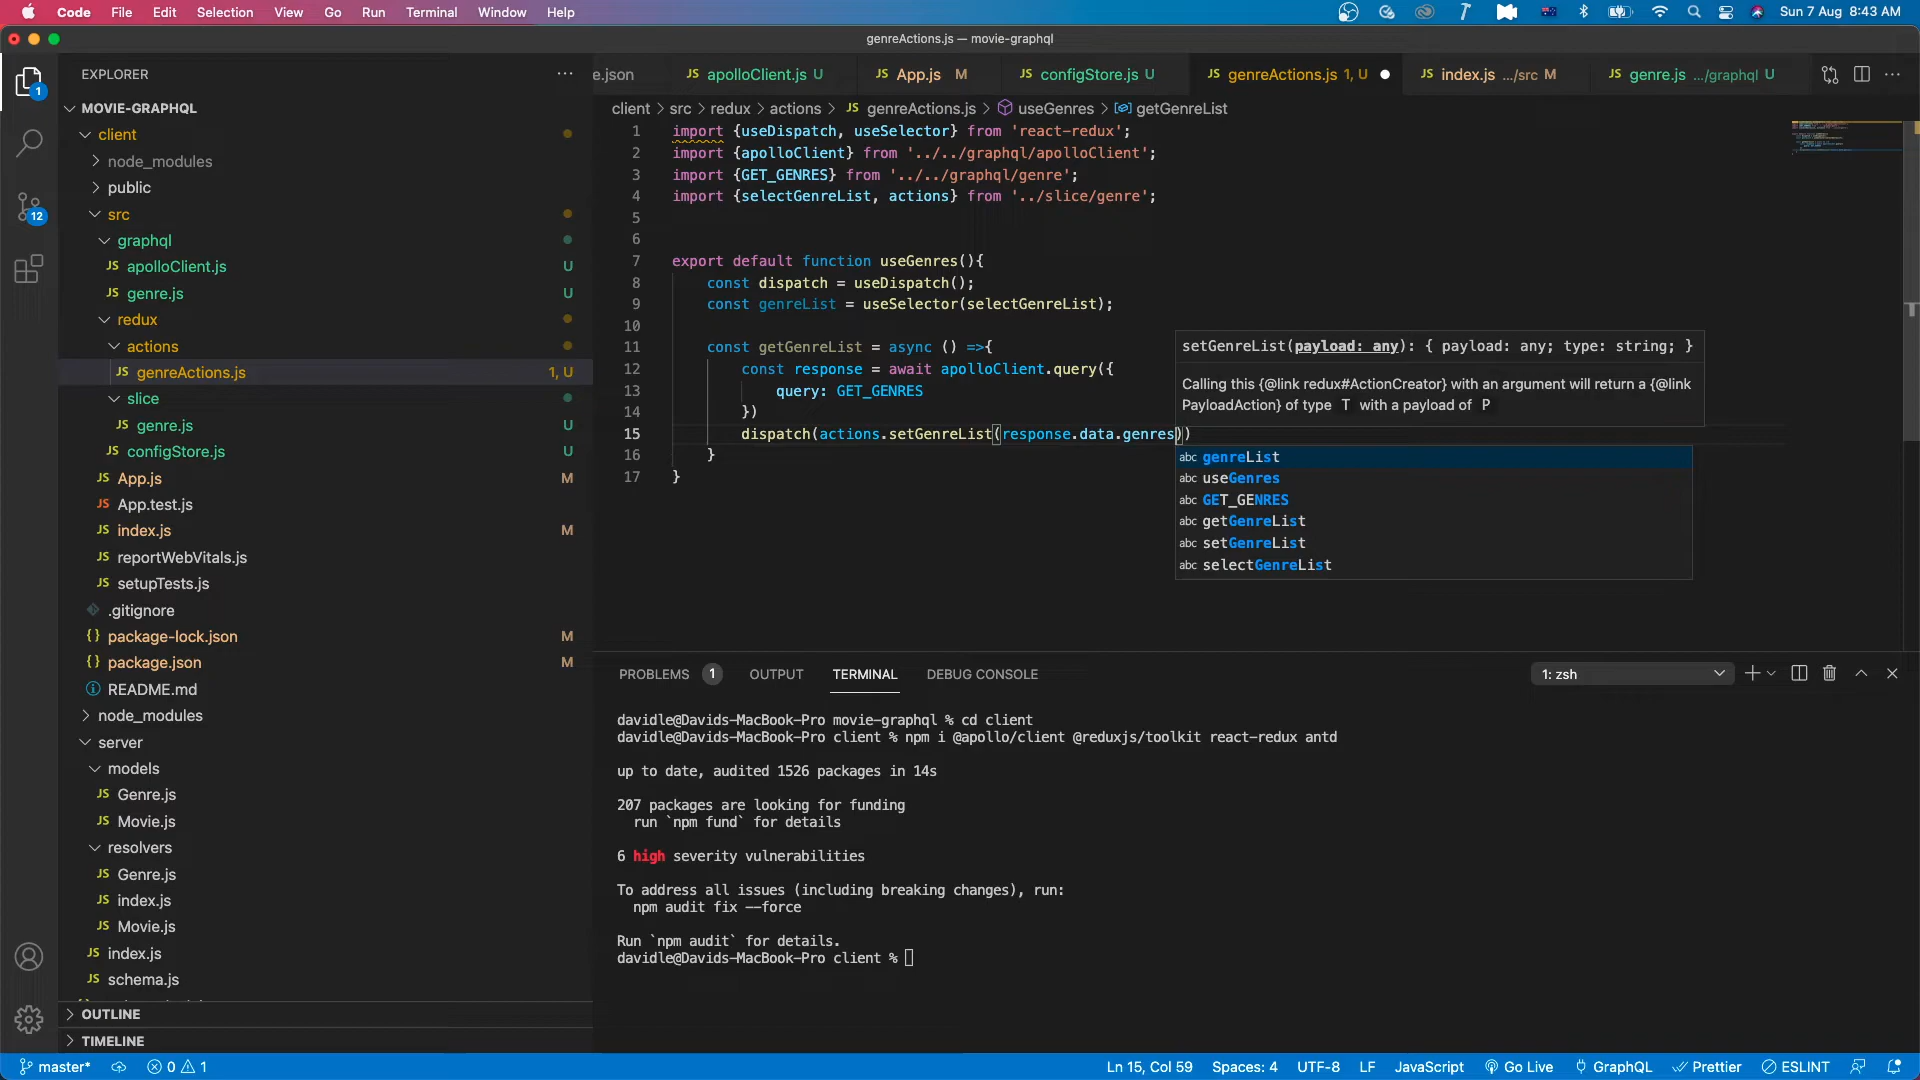 Code File Edit Selection View Go Run Terminal Window Help
Sun 7 Aug 8:43 AM
genreActions.js — movie-graphql
EXPLORER
MOVIE-GRAPHQL
client
node_modules
public
src
graphql
apolloClient.js U
genre.js U
redux
actions
genreActions.js 1, U
slice
genre.js U
configStore.js U
App.js M
App.test.js
index.js M
reportWebVitals.js
setupTests.js
.gitignore
package-lock.json M
package.json M
README.md
node_modules
server
models
Genre.js
Movie.js
resolvers
Genre.js
index.js
Movie.js
index.js
schema.js
OUTLINE
TIMELINE
1
12
e.json JS apolloClient.js U JS App.js M JS configStore.js U JS genreActions.js 1, U JS index.js .../src M JS genre.js .../graphql U
client > src > redux > actions > JS genreActions.js > useGenres > getGenreList
1 import {useDispatch, useSelector} from 'react-redux';
2 import {apolloClient} from '../../graphql/apolloClient';
3 import {GET_GENRES} from '../../graphql/genre';
4 import {selectGenreList, actions} from '../slice/genre';
5
6
7 export default function useGenres(){
8 const dispatch = useDispatch();
9 const genreList = useSelector(selectGenreList);
10
11 const getGenreList = async () =>{
12 const response = await apolloClient.query({
13 query: GET_GENRES
14 })
15 dispatch(actions.setGenreList(response.data.genres))
16 }
17 }
setGenreList(payload: any): { payload: any; type: string; }
Calling this {@link redux#ActionCreator} with an argument will return a {@link
PayloadAction} of type T with a payload of P
abc genreList
abc useGenres
abc GET_GENRES
abc getGenreList
abc setGenreList
abc selectGenreList
PROBLEMS 1 OUTPUT TERMINAL DEBUG CONSOLE
1: zsh
davidle@Davids-MacBook-Pro movie-graphql % cd client
davidle@Davids-MacBook-Pro client % npm i @apollo/client @reduxjs/toolkit react-redux antd
up to date, audited 1526 packages in 14s
207 packages are looking for funding
run `npm fund` for details
6 high severity vulnerabilities
To address all issues (including breaking changes), run:
npm audit fix --force
Run `npm audit` for details.
davidle@Davids-MacBook-Pro client %
master* 0 1
Ln 15, Col 59 Spaces: 4 UTF-8 LF JavaScript Go Live GraphQL Prettier ESLINT